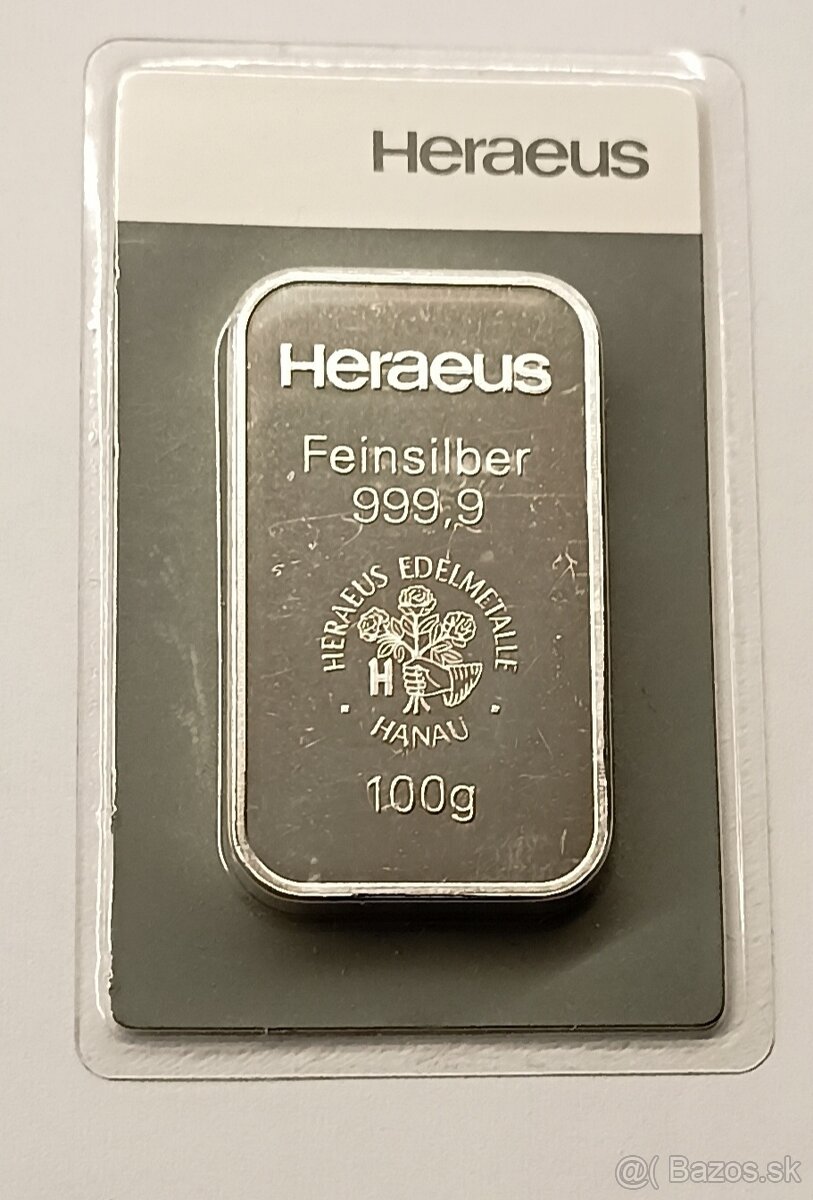 Heraeus
Heraeus
Feinsilber
999,9
HERAEUS EDELMETALLE
H
· HANAU ·
100g
@( Bazos.sk